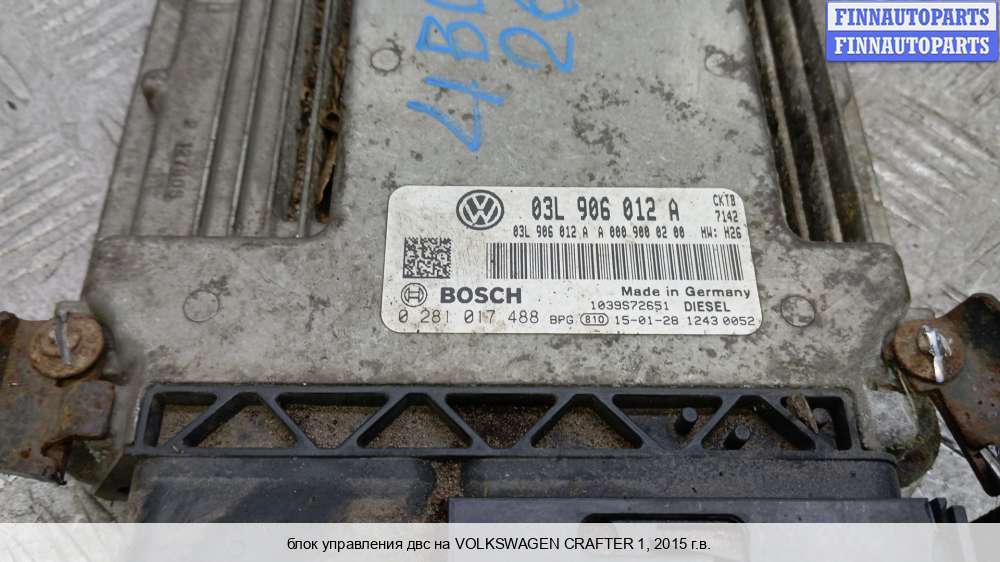 FINNAUTOPARTS
FINNAUTOPARTS
03L 906 012 A
CKTB
7142
03L 906 012 A A 000 900 02 00
HW: H26
BOSCH
Made in Germany
1039S72651 DIESEL
0 281 017 488 BPG 810 15-01-28 1243 0052
блок управления двс на VOLKSWAGEN CRAFTER 1, 2015 г.в.